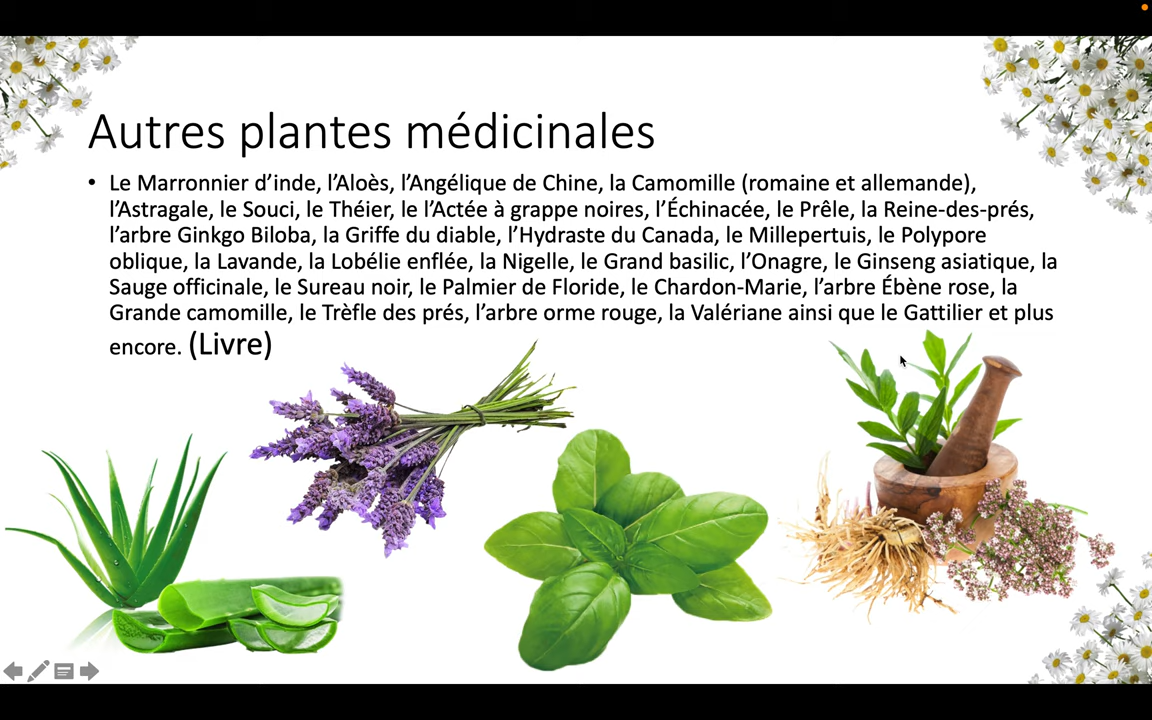 Autres plantes médicinales
• Le Marronnier d’inde, l’Aloès, l’Angélique de Chine, la Camomille (romaine et allemande),
l’Astragale, le Souci, le Théier, le l’Actée à grappe noires, l’Échinacée, le Prêle, la Reine-des-prés,
l’arbre Ginkgo Biloba, la Griffe du diable, l’Hydraste du Canada, le Millepertuis, le Polypore
oblique, la Lavande, la Lobélie enflée, la Nigelle, le Grand basilic, l’Onagre, le Ginseng asiatique, la
Sauge officinale, le Sureau noir, le Palmier de Floride, le Chardon-Marie, l’arbre Ébène rose, la
Grande camomille, le Trèfle des prés, l’arbre orme rouge, la Valériane ainsi que le Gattilier et plus
encore. (Livre)